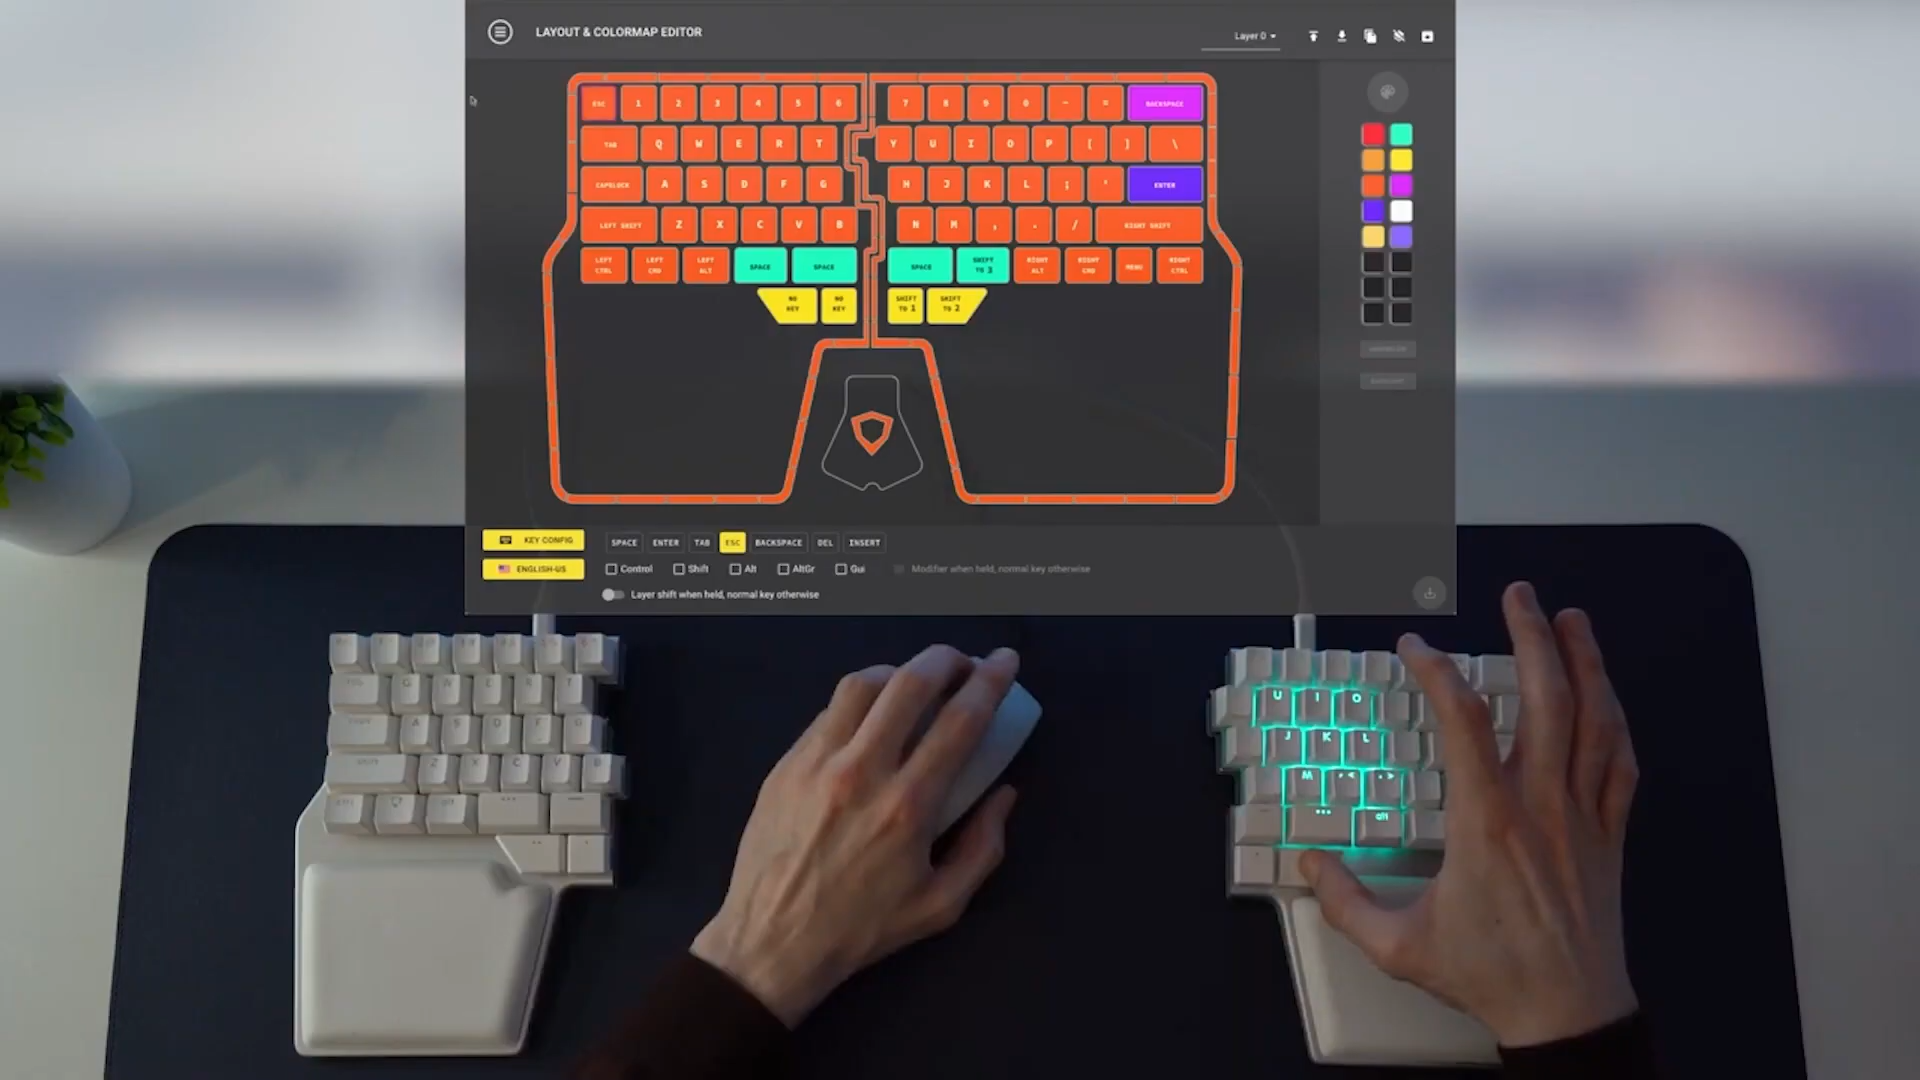 LAYOUT & COLORMAP EDITOR
Layer 0
ESC 1 2 3 4 5 6 7 8 9 0 - = BACKSPACE
TAB Q W E R T Y U I O P [ ] \
CAPSLOCK A S D F G H J K L ; ' ENTER
LEFT SHIFT Z X C V B N M , . / RIGHT SHIFT
LEFT CTRL LEFT CMD LEFT ALT SPACE SPACE SPACE SHIFT TO 3 RIGHT ALT RIGHT CMD MENU RIGHT CTRL
NO KEY NO KEY SHIFT TO 1 SHIFT TO 2
KEY CONFIG SPACE ENTER TAB ESC BACKSPACE DEL INSERT
ENGLISH-US Control Shift Alt AltGr Gui Modifier when held, normal key otherwise
Layer shift when held, normal key otherwise
Q W E R T U I O
A S D F G J K L
shift Z X C V B M , < . >
ctrl alt alt